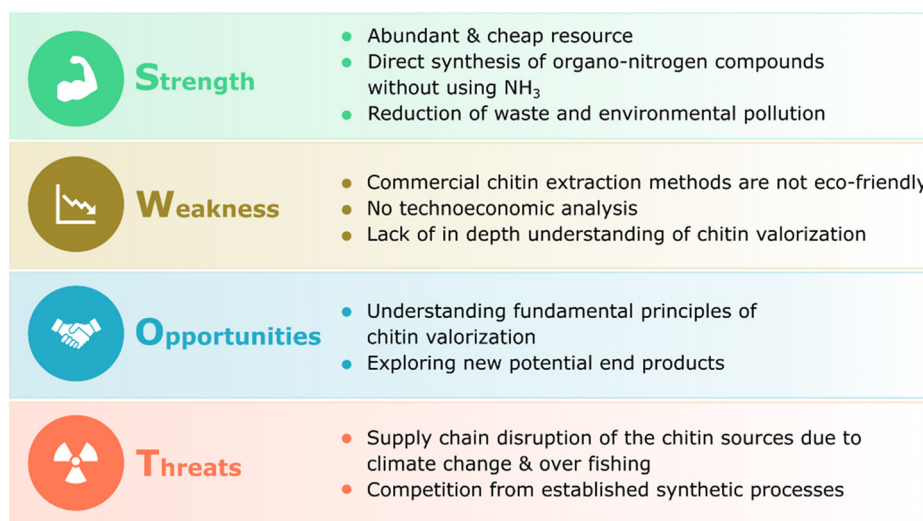 Strength
• Abundant & cheap resource
• Direct synthesis of organo-nitrogen compounds
without using NH₃
• Reduction of waste and environmental pollution
Weakness
• Commercial chitin extraction methods are not eco-friendly
• No technoeconomic analysis
• Lack of in depth understanding of chitin valorization
Opportunities
• Understanding fundamental principles of
chitin valorization
• Exploring new potential end products
Threats
• Supply chain disruption of the chitin sources due to
climate change & over fishing
• Competition from established synthetic processes